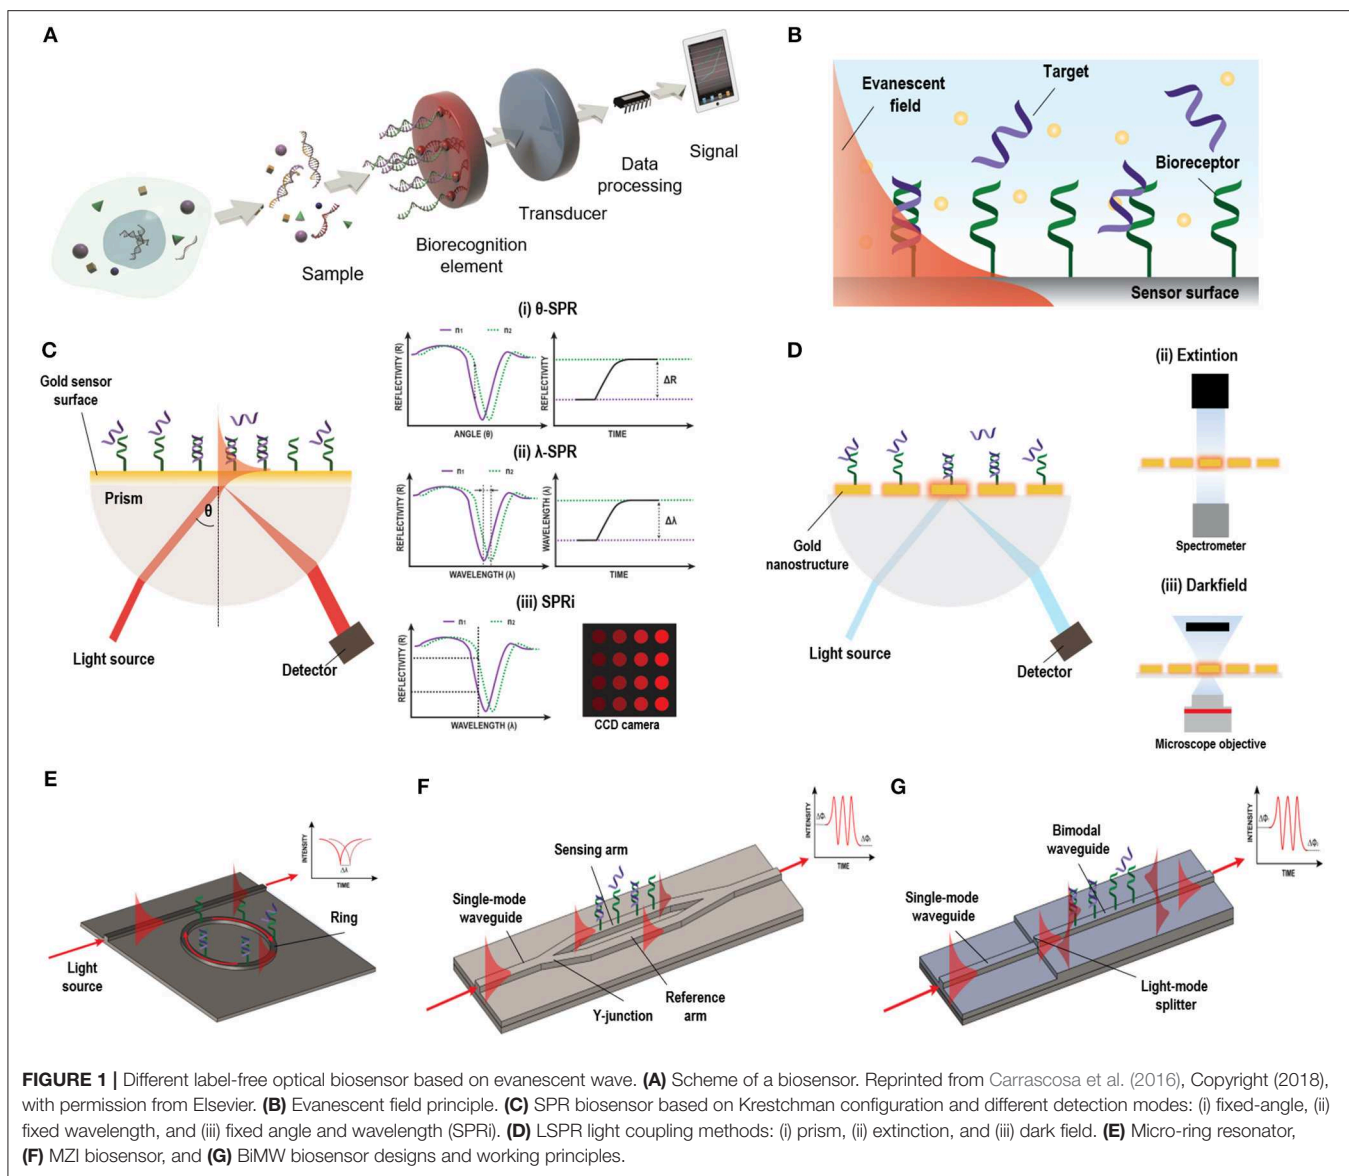 A
Sample
Biorecognition
element
Transducer
Data
processing
Signal
B
Evanescent
field
Target
Bioreceptor
Sensor surface
C
Gold sensor
surface
Prism
θ
Light source
Detector
(i) θ-SPR
n₁
n₂
REFLECTIVITY (R)
ANGLE (θ)
REFLECTIVITY
ΔR
TIME
(ii) λ-SPR
n₁
n₂
REFLECTIVITY (R)
WAVELENGTH (λ)
WAVELENGTH (λ)
Δλ
TIME
(iii) SPRi
n₁
n₂
REFLECTIVITY (R)
WAVELENGTH (λ)
CCD camera
D
Gold
nanostructure
Light source
Detector
(ii) Extintion
Spectrometer
(iii) Darkfield
Microscope objective
E
INTENSITY
Δλ
TIME
Ring
Light
source
F
INTENSITY
TIME
Sensing arm
Single-mode
waveguide
Reference
arm
Y-junction
G
INTENSITY
TIME
Bimodal
waveguide
Single-mode
waveguide
Light-mode
splitter
FIGURE 1 | Different label-free optical biosensor based on evanescent wave. (A) Scheme of a biosensor. Reprinted from Carrascosa et al. (2016), Copyright (2018),
with permission from Elsevier. (B) Evanescent field principle. (C) SPR biosensor based on Krestchman configuration and different detection modes: (i) fixed-angle, (ii)
fixed wavelength, and (iii) fixed angle and wavelength (SPRi). (D) LSPR light coupling methods: (i) prism, (ii) extinction, and (iii) dark field. (E) Micro-ring resonator,
(F) MZI biosensor, and (G) BiMW biosensor designs and working principles.